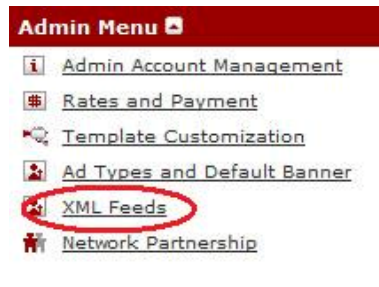 Admin Menu
Admin Account Management
Rates and Payment
Template Customization
Ad Types and Default Banner
XML Feeds
Network Partnership